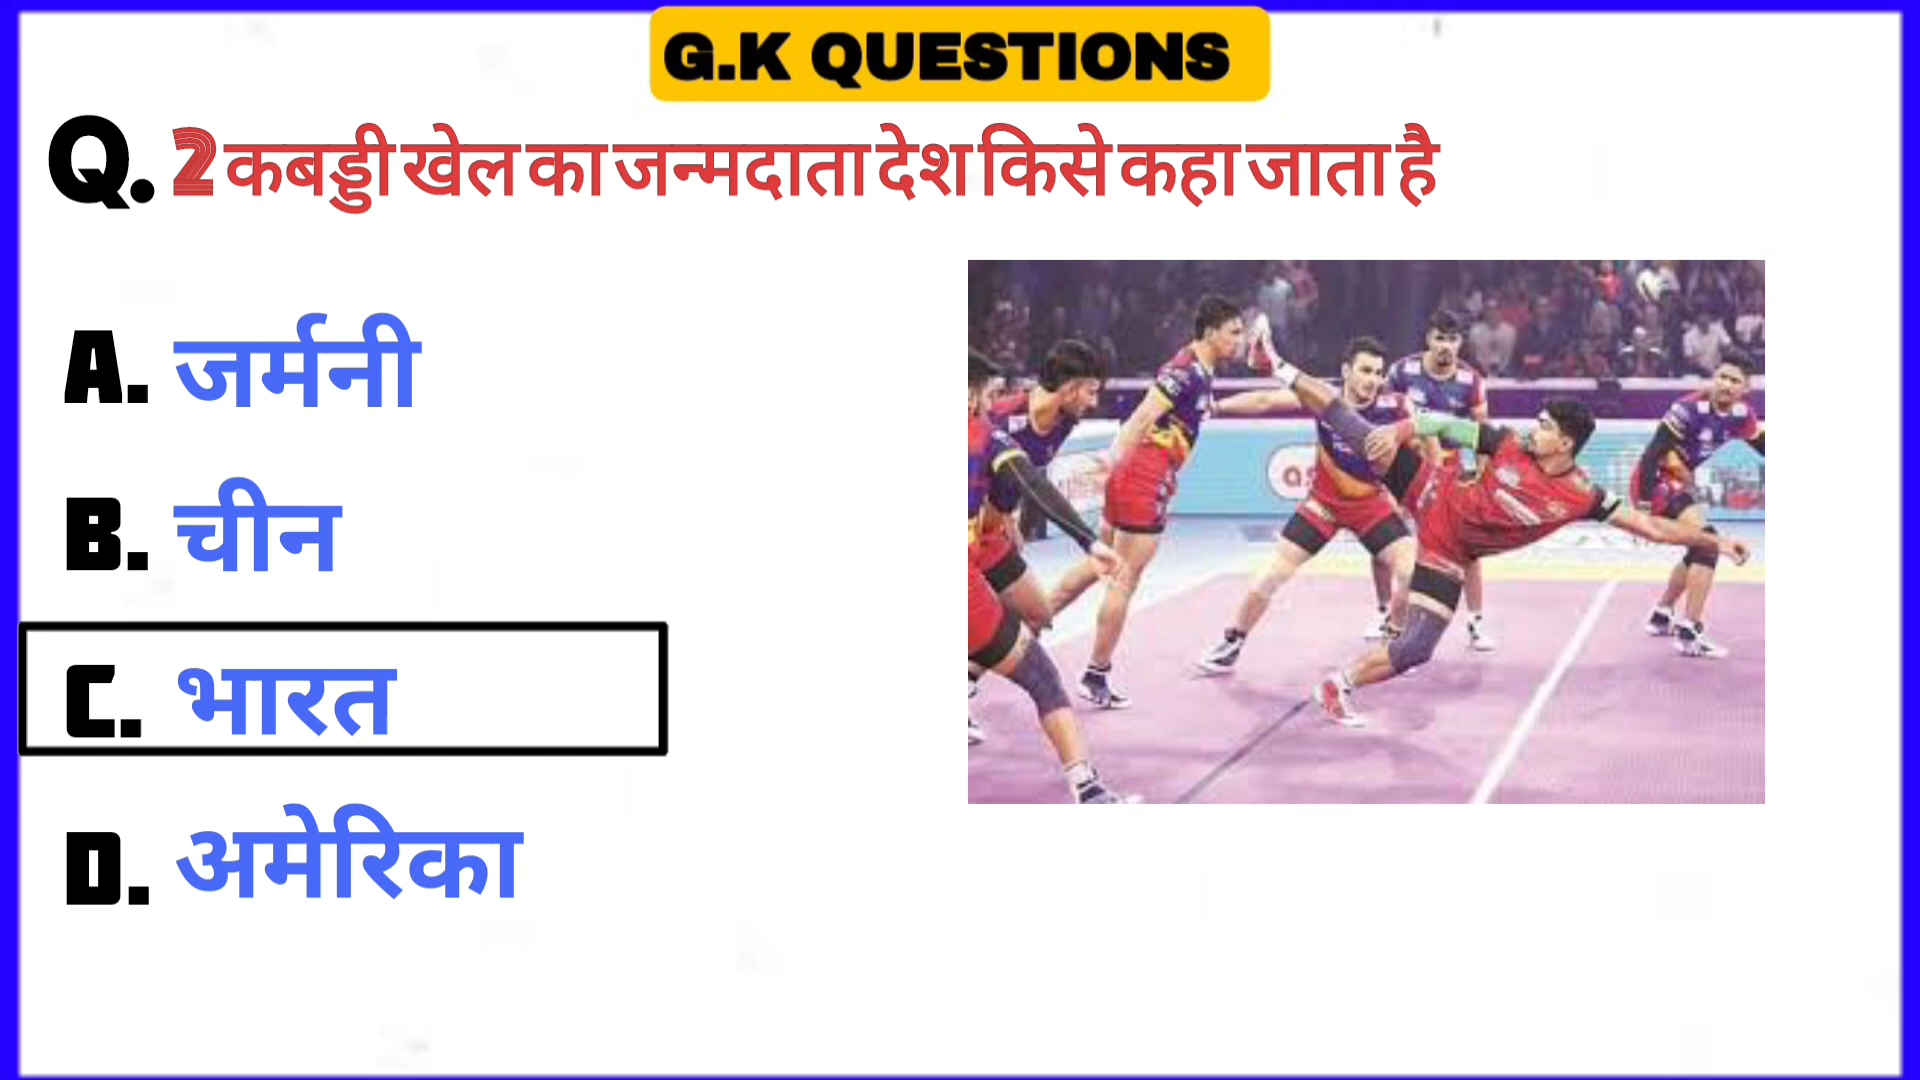 G.K QUESTIONS
Q. 2 कबड्डी खेल का जन्मदाता देश किसे कहा जाता है
A. जर्मनी
B. चीन
C. भारत
D. अमेरिका